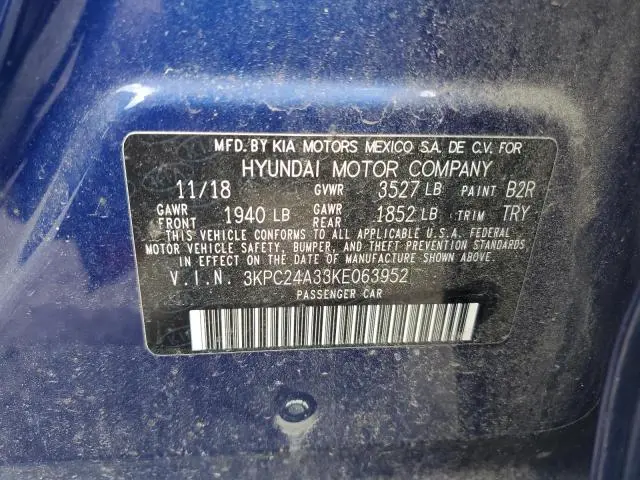 MFD. BY KIA MOTORS MEXICO S.A. DE C.V. FOR
HYUNDAI MOTOR COMPANY
11/18 GVWR 3527 LB PAINT B2R
GAWR FRONT 1940 LB GAWR REAR 1852 LB TRIM TRY
THIS VEHICLE CONFORMS TO ALL APPLICABLE U.S.A. FEDERAL
MOTOR VEHICLE SAFETY, BUMPER, AND THEFT PREVENTION STANDARDS
IN EFFECT ON THE DATE OF MANUFACTURE SHOWN ABOVE.
V.I.N. 3KPC24A33KE063952
PASSENGER CAR